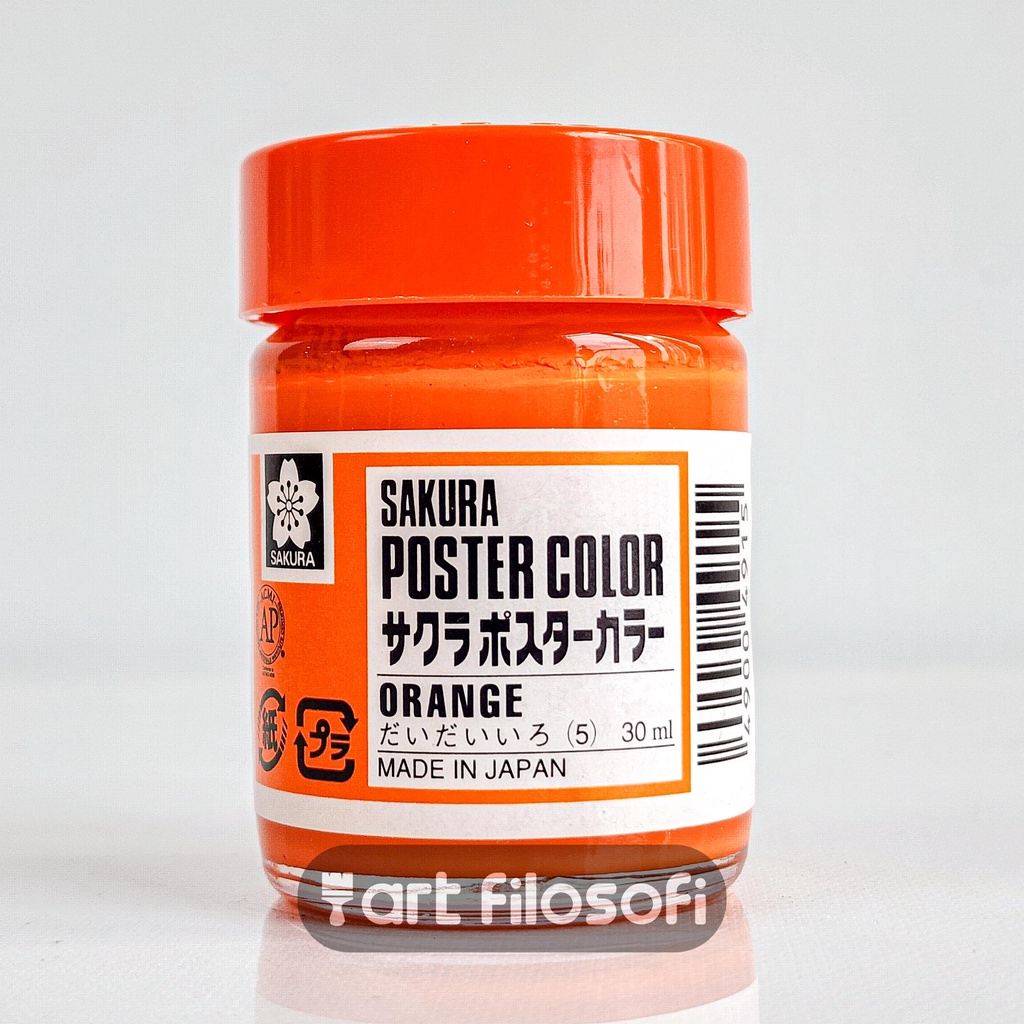 SAKURA
POSTER COLOR
サクラ ポスターカラー
ORANGE
だいだいいろ (5) 30 ml
MADE IN JAPAN
SAKURA
AP
紙
プラ
art filosofi